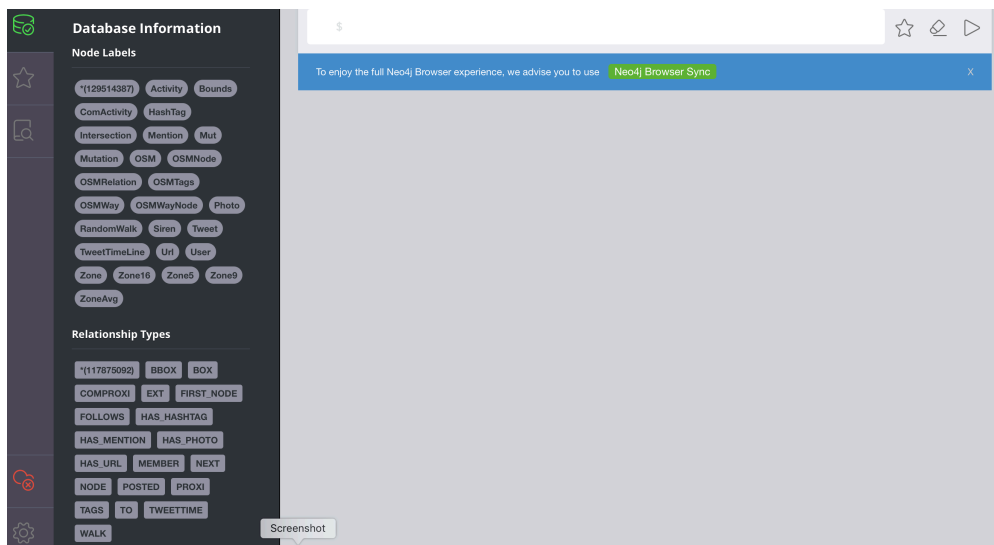 Database Information
Node Labels
*(129514387) Activity Bounds
ComActivity HashTag
Intersection Mention Mut
Mutation OSM OSMNode
OSMRelation OSMTags
OSMWay OSMWayNode Photo
RandomWalk Siren Tweet
TweetTimeLine Url User
Zone Zone16 Zone5 Zone9
ZoneAvg
Relationship Types
*(117875092) BBOX BOX
COMPROXI EXT FIRST_NODE
FOLLOWS HAS_HASHTAG
HAS_MENTION HAS_PHOTO
HAS_URL MEMBER NEXT
NODE POSTED PROXI
TAGS TO TWEETTIME
WALK
$
To enjoy the full Neo4j Browser experience, we advise you to use Neo4j Browser Sync X
Screenshot